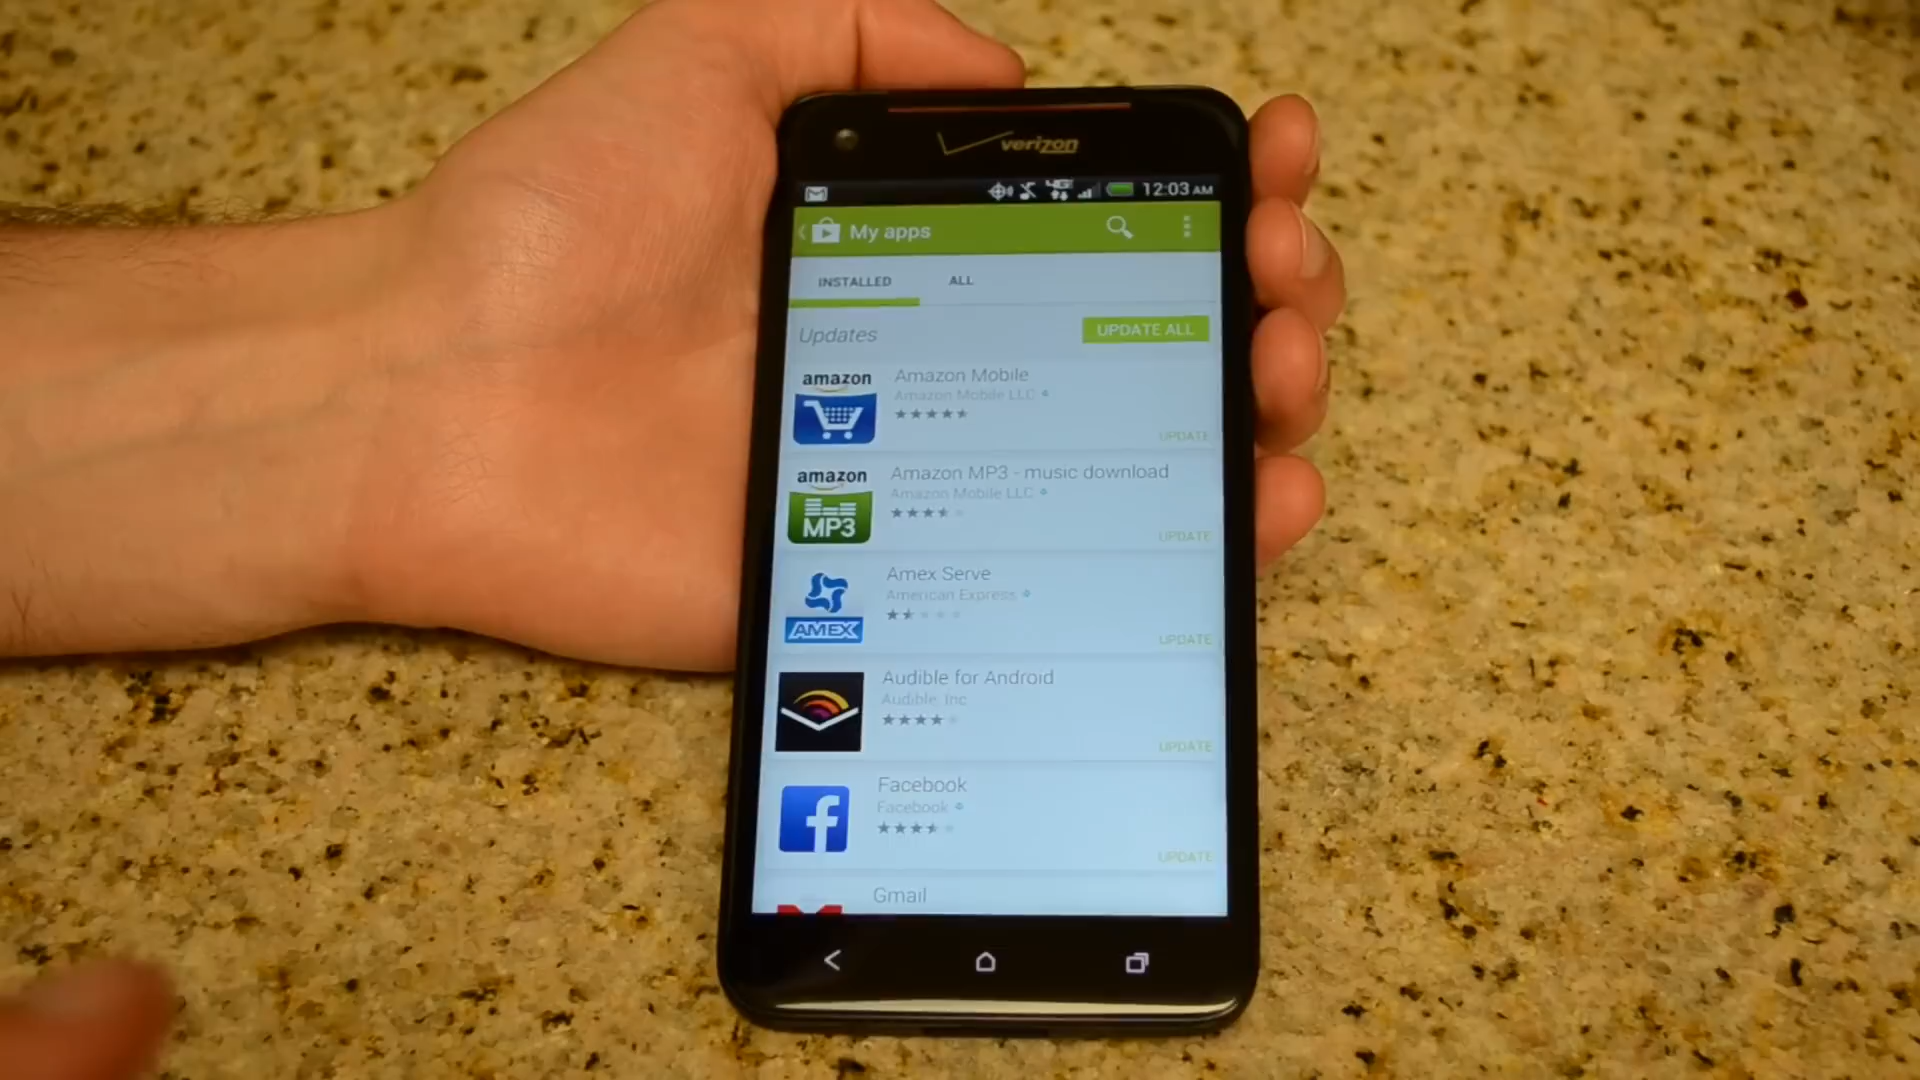 verizon
12:03 AM
My apps
INSTALLED ALL
Updates UPDATE ALL
amazon
Amazon Mobile
Amazon Mobile LLC
UPDATE
amazon
MP3
Amazon MP3 - music download
Amazon Mobile LLC
UPDATE
AMEX
Amex Serve
American Express
UPDATE
Audible for Android
Audible, Inc
UPDATE
f
Facebook
Facebook
UPDATE
Gmail